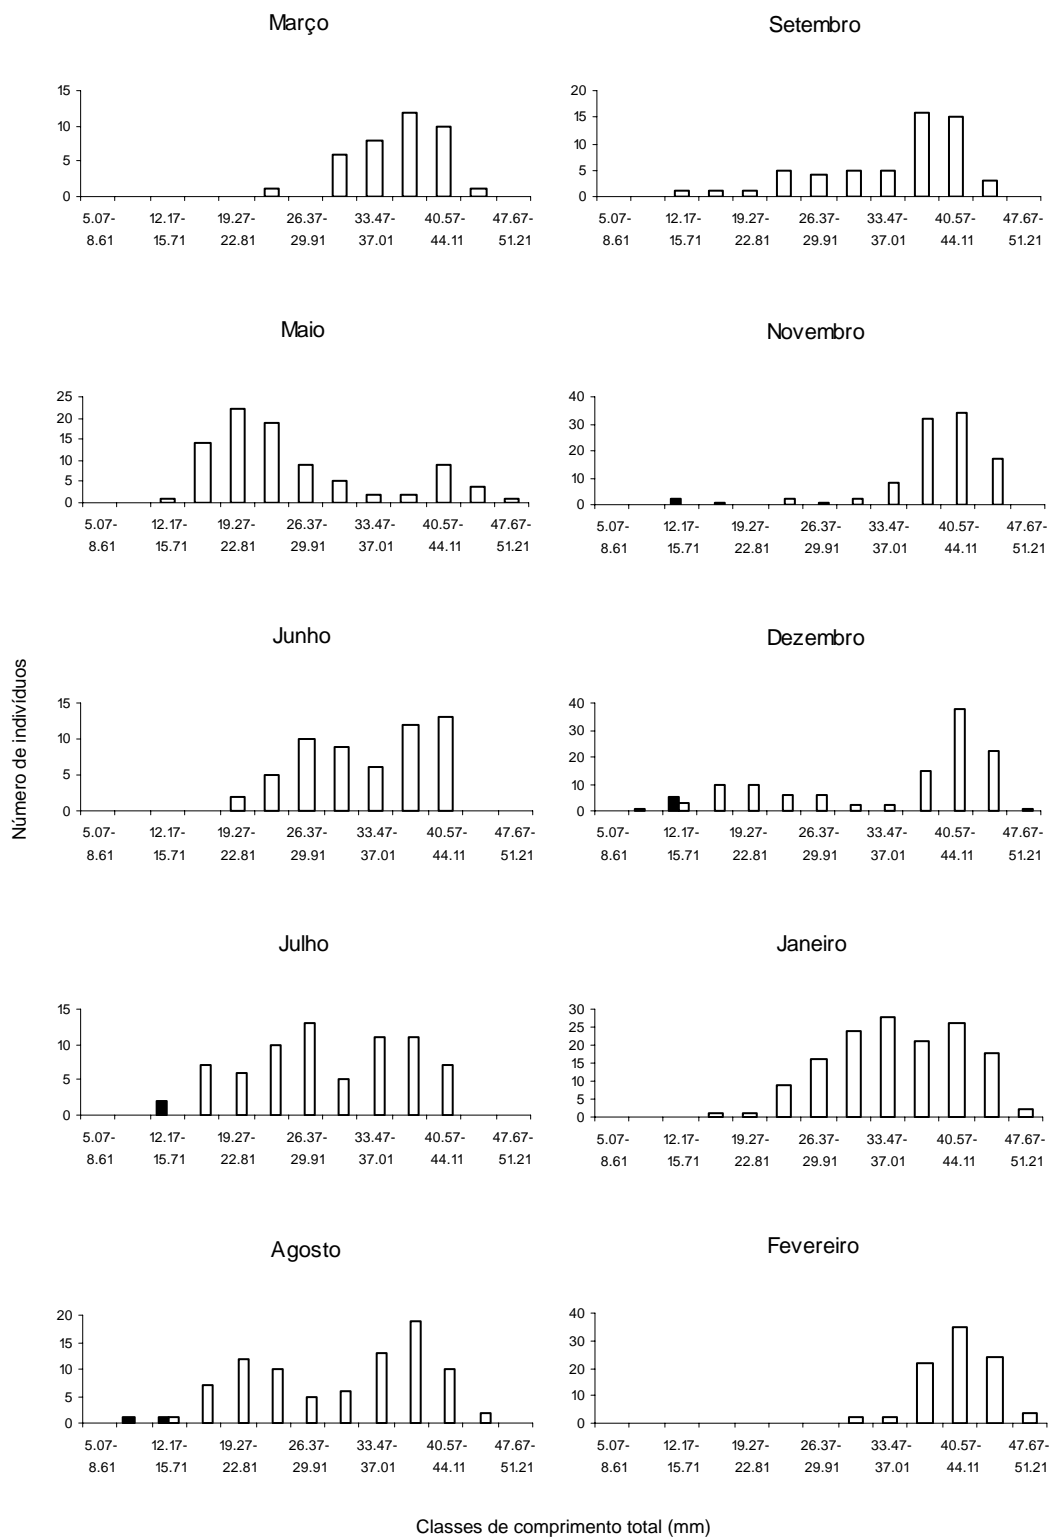 Março
15
10
5
0
5.07- 12.17- 19.27- 26.37- 33.47- 40.57- 47.67-
8.61 15.71 22.81 29.91 37.01 44.11 51.21
Setembro
20
15
10
5
0
5.07- 12.17- 19.27- 26.37- 33.47- 40.57- 47.67-
8.61 15.71 22.81 29.91 37.01 44.11 51.21
Maio
25
20
15
10
5
0
5.07- 12.17- 19.27- 26.37- 33.47- 40.57- 47.67-
8.61 15.71 22.81 29.91 37.01 44.11 51.21
Novembro
40
30
20
10
0
5.07- 12.17- 19.27- 26.37- 33.47- 40.57- 47.67-
8.61 15.71 22.81 29.91 37.01 44.11 51.21
Número de indivíduos
Junho
15
10
5
0
5.07- 12.17- 19.27- 26.37- 33.47- 40.57- 47.67-
8.61 15.71 22.81 29.91 37.01 44.11 51.21
Dezembro
40
30
20
10
0
5.07- 12.17- 19.27- 26.37- 33.47- 40.57- 47.67-
8.61 15.71 22.81 29.91 37.01 44.11 51.21
Julho
15
10
5
0
5.07- 12.17- 19.27- 26.37- 33.47- 40.57- 47.67-
8.61 15.71 22.81 29.91 37.01 44.11 51.21
Janeiro
30
25
20
15
10
5
0
5.07- 12.17- 19.27- 26.37- 33.47- 40.57- 47.67-
8.61 15.71 22.81 29.91 37.01 44.11 51.21
Agosto
20
15
10
5
0
5.07- 12.17- 19.27- 26.37- 33.47- 40.57- 47.67-
8.61 15.71 22.81 29.91 37.01 44.11 51.21
Fevereiro
40
30
20
10
0
5.07- 12.17- 19.27- 26.37- 33.47- 40.57- 47.67-
8.61 15.71 22.81 29.91 37.01 44.11 51.21
Classes de comprimento total (mm)